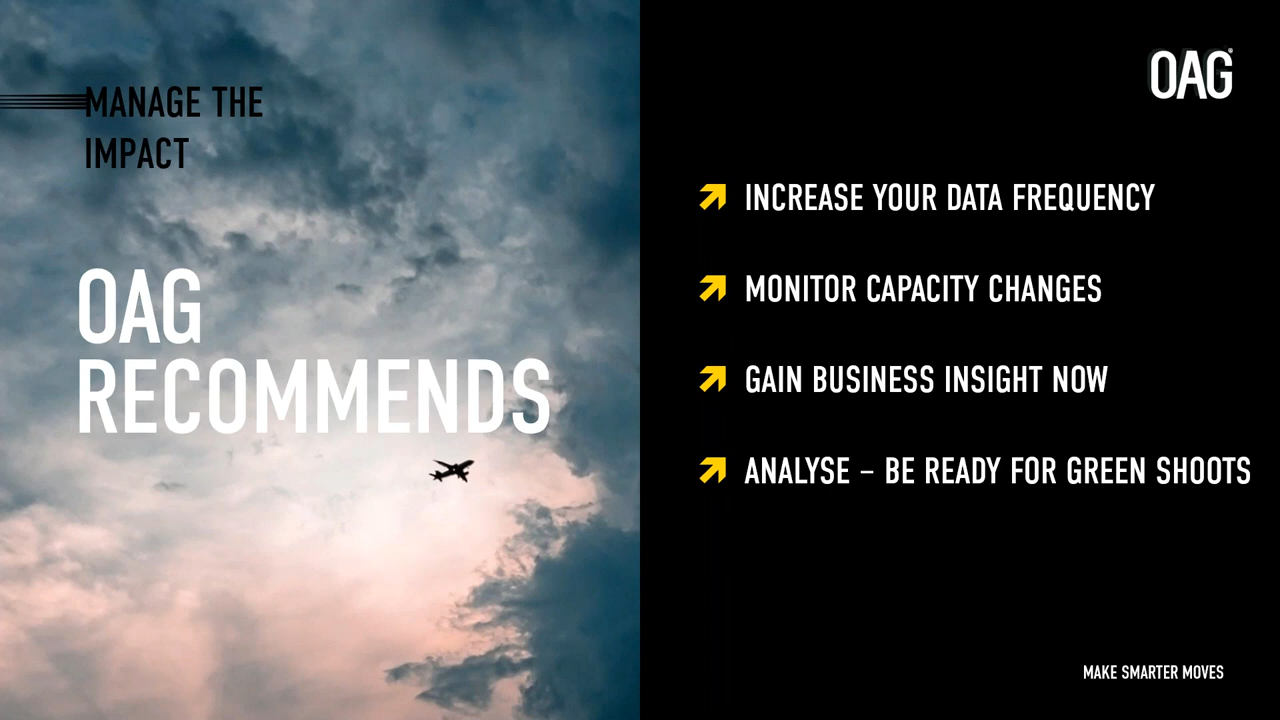 MANAGE THE
IMPACT
OAG
RECOMMENDS
OAG®
INCREASE YOUR DATA FREQUENCY
MONITOR CAPACITY CHANGES
GAIN BUSINESS INSIGHT NOW
ANALYSE – BE READY FOR GREEN SHOOTS
MAKE SMARTER MOVES